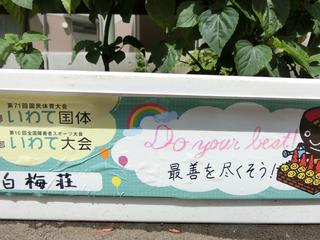 第71回国民体育大会
いわて国体
第16回全国障害者スポーツ大会
いわて大会
白梅荘
Do your best!
最善を尽くそう!